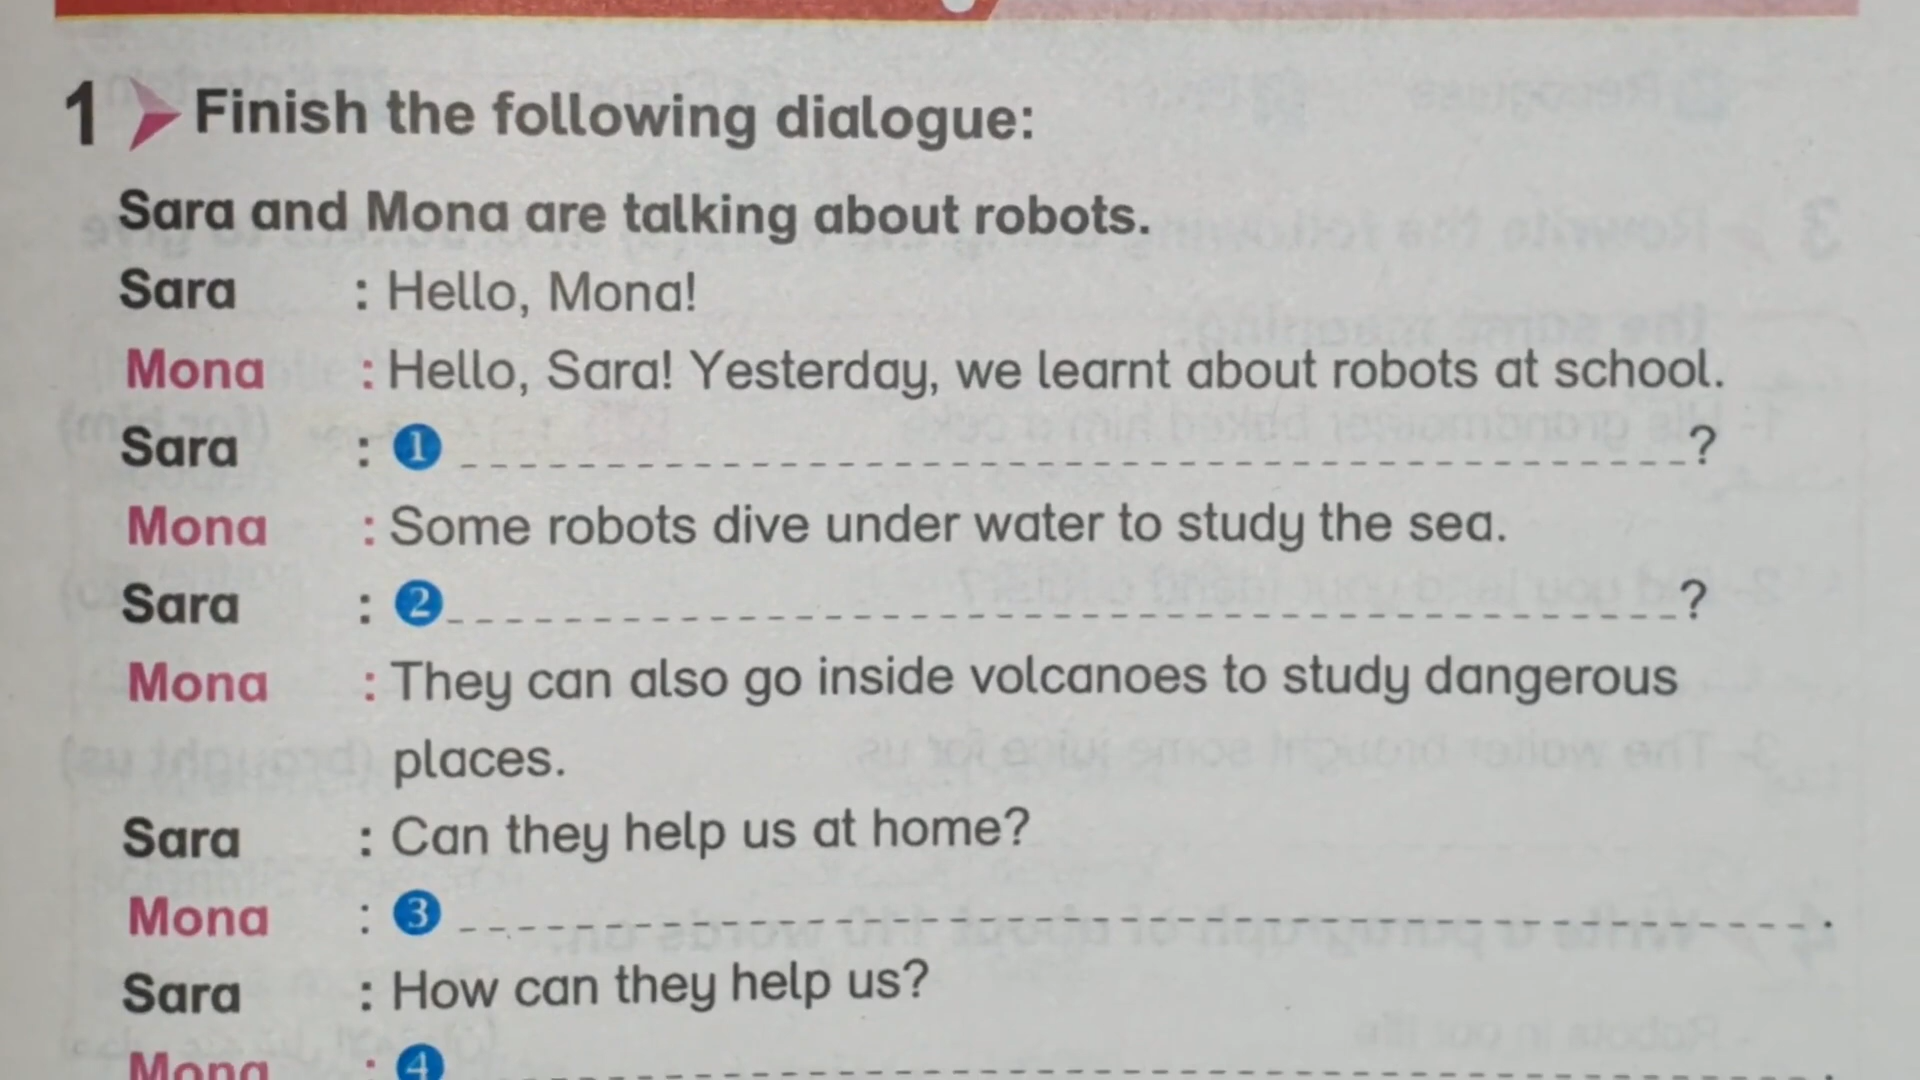 1 Finish the following dialogue:
Sara and Mona are talking about robots.
Sara : Hello, Mona!
Mona : Hello, Sara! Yesterday, we learnt about robots at school.
Sara : 1 ?
Mona : Some robots dive under water to study the sea.
Sara : 2 ?
Mona : They can also go inside volcanoes to study dangerous
places.
Sara : Can they help us at home?
Mona : 3 .
Sara : How can they help us?
Mona : 4 .